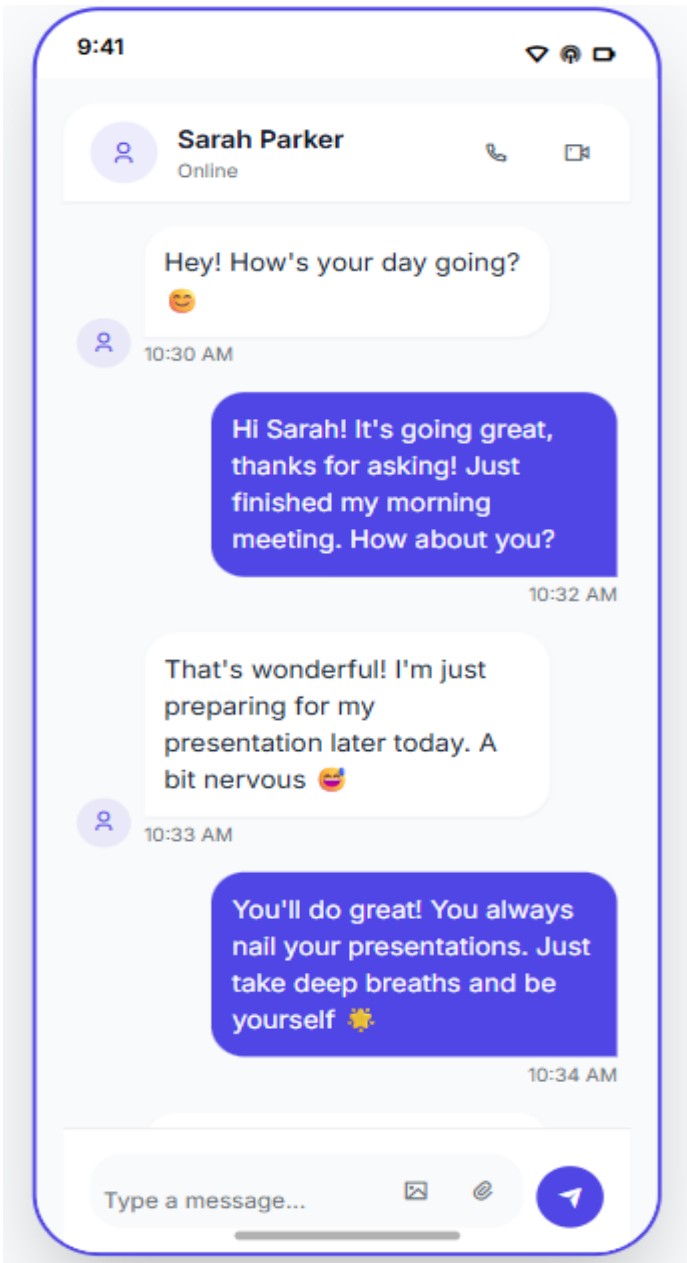 9:41
Sarah Parker
Online
Hey! How's your day going?
😊
10:30 AM
Hi Sarah! It's going great,
thanks for asking! Just
finished my morning
meeting. How about you?
10:32 AM
That's wonderful! I'm just
preparing for my
presentation later today. A
bit nervous 😅
10:33 AM
You'll do great! You always
nail your presentations. Just
take deep breaths and be
yourself 🌟
10:34 AM
Type a message...